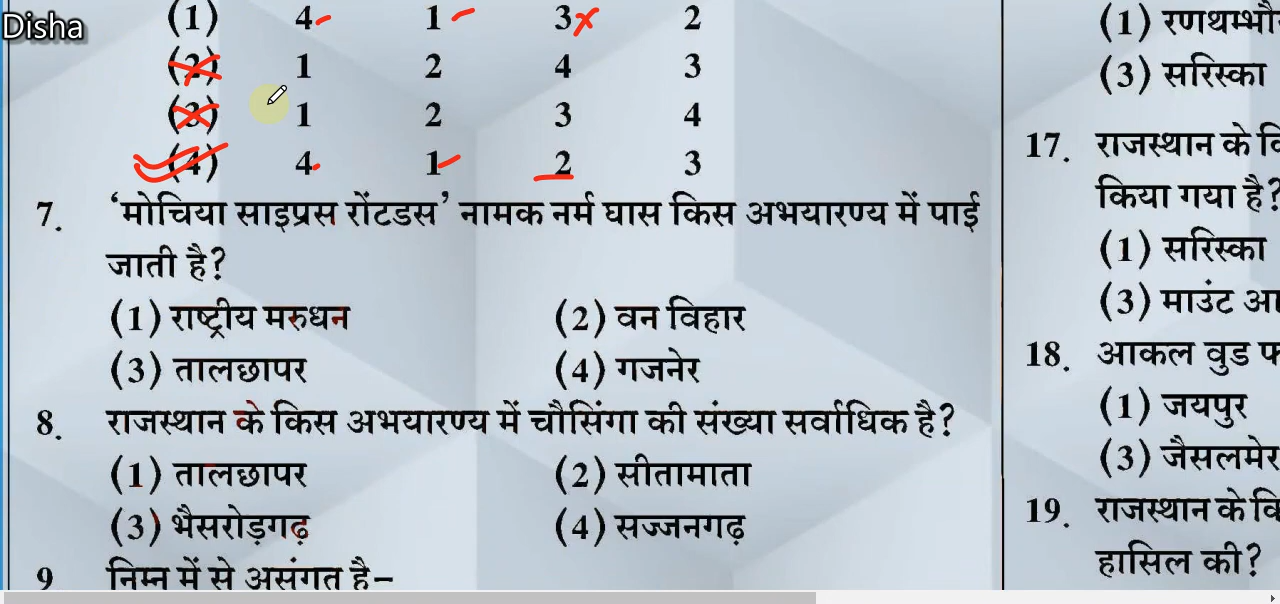 Disha
(1) 4 1 3 2
(2) 1 2 4 3
(3) 1 2 3 4
(4) 4 1 2 3
7. ‘मोचिया साइप्रस रोंटडस’ नामक नर्म घास किस अभयारण्य में पाई
जाती है?
(1) राष्ट्रीय मरुधन (2) वन विहार
(3) तालछापर (4) गजनेर
8. राजस्थान के किस अभयारण्य में चौसिंगा की संख्या सर्वाधिक है?
(1) तालछापर (2) सीतामाता
(3) भैसरोड़गढ़ (4) सज्जनगढ़
9 निम्न में से असंगत है–
(1) रणथम्भौ
(3) सरिस्का
17. राजस्थान के
किया गया है?
(1) सरिस्का
(3) माउंट आ
18. आकल वुड
(1) जयपुर
(3) जैसलमेर
19. राजस्थान के
हासिल की?